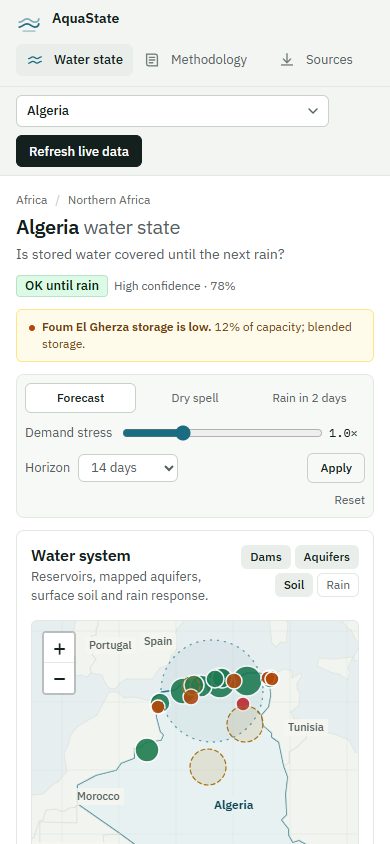 AquaState
Water state
Methodology
Sources
Algeria
Refresh live data
Africa / Northern Africa
Algeria water state
Is stored water covered until the next rain?
OK until rain
High confidence · 78%
Foum El Gherza storage is low. 12% of capacity; blended
storage.
Forecast
Dry spell
Rain in 2 days
Demand stress
1.0×
Horizon
14 days
Apply
Reset
Water system
Dams
Aquifers
Reservoirs, mapped aquifers,
surface soil and rain response.
Soil
Rain
+
−
Portugal
Spain
Tunisia
Morocco
Algeria